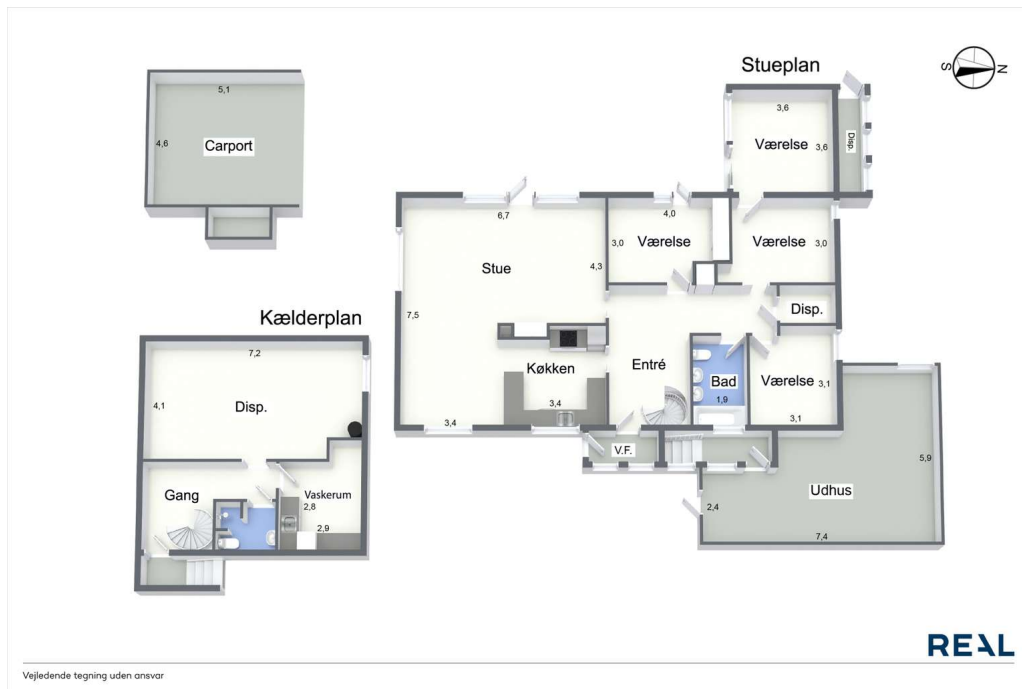 Stueplan
S
N
5,1
4,6
Carport
3,6
Værelse
3,6
Disp.
6,7
4,0
3,0
Værelse
Værelse
3,0
Stue
4,3
7,5
Disp.
Kælderplan
7,2
4,1
Disp.
Køkken
3,4
3,4
Entré
Bad
1,9
Værelse
3,1
3,1
V.F.
Udhus
5,9
2,4
7,4
Gang
Vaskerum
2,8
2,9
REAL
Vejledende tegning uden ansvar